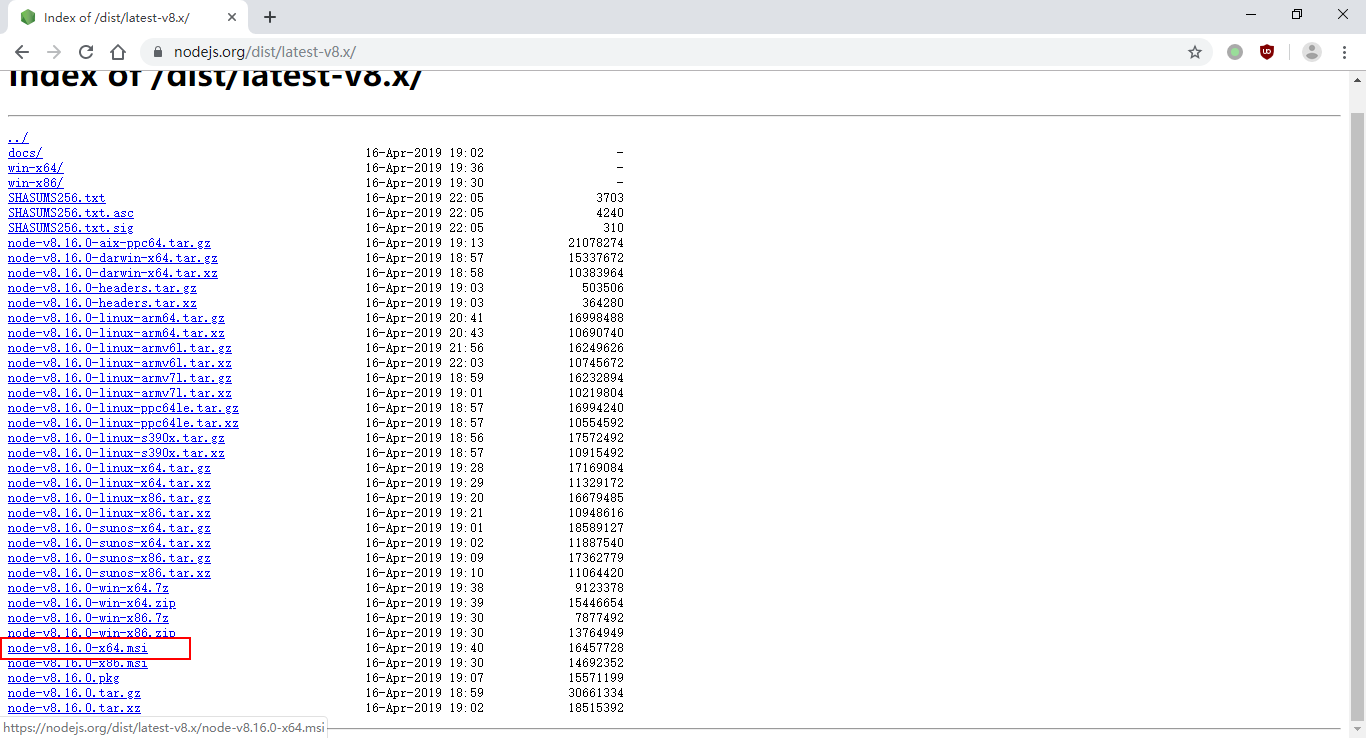 Index of /dist/latest-v8.x/
nodejs.org/dist/latest-v8.x/
Index of /dist/latest-v8.x/
../
docs/ 16-Apr-2019 19:02 -
win-x64/ 16-Apr-2019 19:36 -
win-x86/ 16-Apr-2019 19:30 -
SHASUMS256.txt 16-Apr-2019 22:05 3703
SHASUMS256.txt.asc 16-Apr-2019 22:05 4240
SHASUMS256.txt.sig 16-Apr-2019 22:05 310
node-v8.16.0-aix-ppc64.tar.gz 16-Apr-2019 19:13 21078274
node-v8.16.0-darwin-x64.tar.gz 16-Apr-2019 18:57 15337672
node-v8.16.0-darwin-x64.tar.xz 16-Apr-2019 18:58 10383964
node-v8.16.0-headers.tar.gz 16-Apr-2019 19:03 503506
node-v8.16.0-headers.tar.xz 16-Apr-2019 19:03 364280
node-v8.16.0-linux-arm64.tar.gz 16-Apr-2019 20:41 16998488
node-v8.16.0-linux-arm64.tar.xz 16-Apr-2019 20:43 10690740
node-v8.16.0-linux-armv6l.tar.gz 16-Apr-2019 21:56 16249626
node-v8.16.0-linux-armv6l.tar.xz 16-Apr-2019 22:03 10745672
node-v8.16.0-linux-armv7l.tar.gz 16-Apr-2019 18:59 16232894
node-v8.16.0-linux-armv7l.tar.xz 16-Apr-2019 19:01 10219804
node-v8.16.0-linux-ppc64le.tar.gz 16-Apr-2019 18:57 16994240
node-v8.16.0-linux-ppc64le.tar.xz 16-Apr-2019 18:57 10554592
node-v8.16.0-linux-s390x.tar.gz 16-Apr-2019 18:56 17572492
node-v8.16.0-linux-s390x.tar.xz 16-Apr-2019 18:57 10915492
node-v8.16.0-linux-x64.tar.gz 16-Apr-2019 19:28 17169084
node-v8.16.0-linux-x64.tar.xz 16-Apr-2019 19:29 11329172
node-v8.16.0-linux-x86.tar.gz 16-Apr-2019 19:20 16679485
node-v8.16.0-linux-x86.tar.xz 16-Apr-2019 19:21 10948616
node-v8.16.0-sunos-x64.tar.gz 16-Apr-2019 19:01 18589127
node-v8.16.0-sunos-x64.tar.xz 16-Apr-2019 19:02 11887540
node-v8.16.0-sunos-x86.tar.gz 16-Apr-2019 19:09 17362779
node-v8.16.0-sunos-x86.tar.xz 16-Apr-2019 19:10 11064420
node-v8.16.0-win-x64.7z 16-Apr-2019 19:38 9123378
node-v8.16.0-win-x64.zip 16-Apr-2019 19:39 15446654
node-v8.16.0-win-x86.7z 16-Apr-2019 19:30 7877492
node-v8.16.0-win-x86.zip 16-Apr-2019 19:30 13764949
node-v8.16.0-x64.msi 16-Apr-2019 19:40 16457728
node-v8.16.0-x86.msi 16-Apr-2019 19:30 14692352
node-v8.16.0.pkg 16-Apr-2019 19:07 15571199
node-v8.16.0.tar.gz 16-Apr-2019 18:59 30661334
node-v8.16.0.tar.xz 16-Apr-2019 19:02 18515392
https://nodejs.org/dist/latest-v8.x/node-v8.16.0-x64.msi